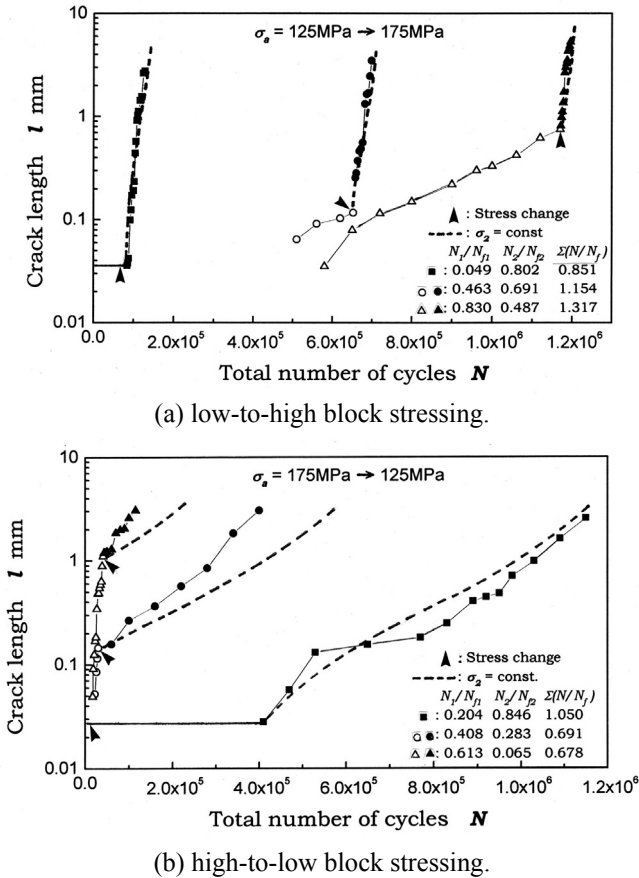 σa = 125MPa → 175MPa
10
1
0.1
0.01
Crack length l mm
▲ : Stress change
--- : σ2 = const
N1/Nf1 N2/Nf2 Σ(N/Nf)
■ : 0.049 0.802 0.851
○ ● : 0.463 0.691 1.154
△ ▲ : 0.830 0.487 1.317
0.0 2.0x10^5 4.0x10^5 6.0x10^5 8.0x10^5 1.0x10^6 1.2x10^6
Total number of cycles N
(a) low-to-high block stressing.
σa = 175MPa → 125MPa
10
1
0.1
0.01
Crack length l mm
▲ : Stress change
--- : σ2 = const.
N1/Nf1 N2/Nf2 Σ(N/Nf)
■ : 0.204 0.846 1.050
○ ● : 0.408 0.283 0.691
△ ▲ : 0.613 0.065 0.678
0.0 2.0x10^5 4.0x10^5 6.0x10^5 8.0x10^5 1.0x10^6 1.2x10^6
Total number of cycles N
(b) high-to-low block stressing.